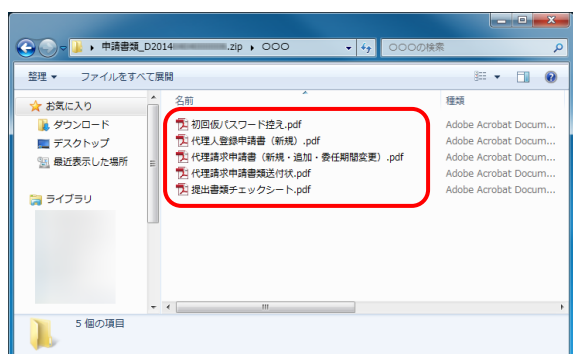 申請書類_D2014 .zip ▸ ○○○ ○○○の検索
整理 ▼ ファイルをすべて展開
お気に入り
ダウンロード
デスクトップ
最近表示した場所
ライブラリ
名前 種類
初回仮パスワード控え.pdf Adobe Acrobat Docum...
代理人登録申請書（新規）.pdf Adobe Acrobat Docum...
代理請求申請書（新規・追加・委任期間変更）.pdf Adobe Acrobat Docum...
代理請求申請書類送付状.pdf Adobe Acrobat Docum...
提出書類チェックシート.pdf Adobe Acrobat Docum...
5 個の項目